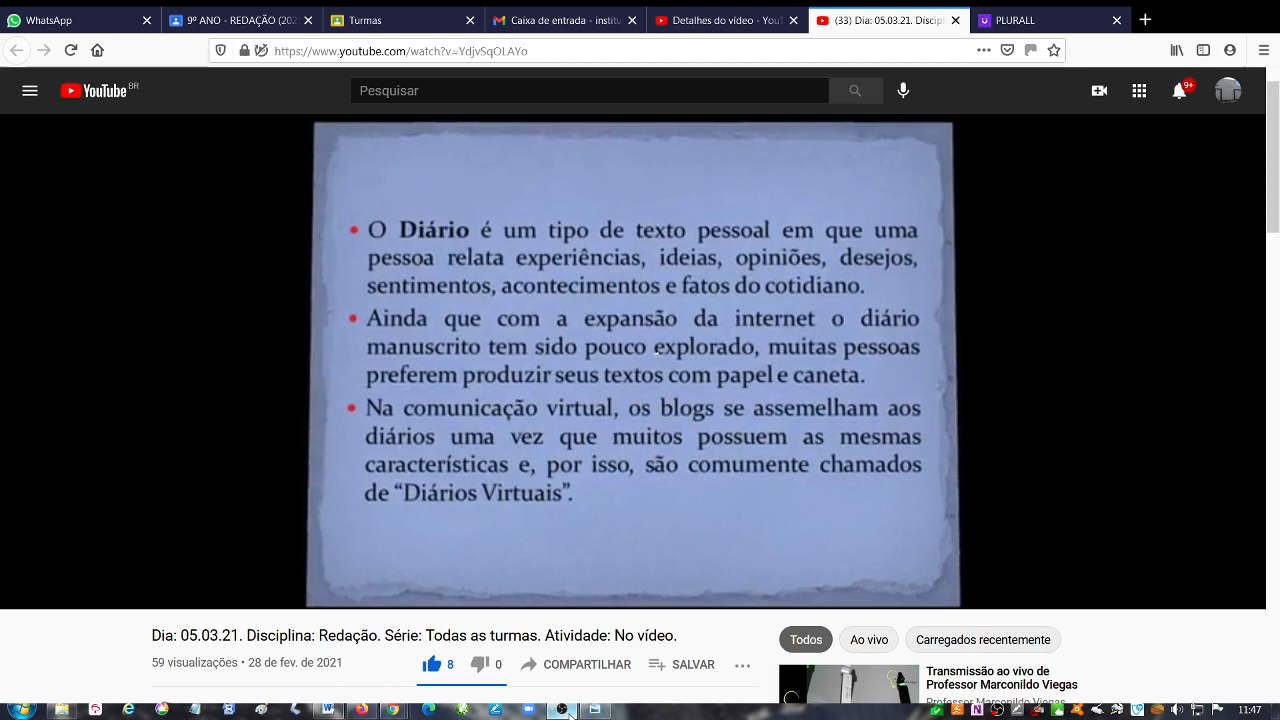 WhatsApp
9º ANO - REDAÇÃO (202
Turmas
Caixa de entrada - institu
Detalhes do vídeo - You
(33) Dia: 05.03.21. Discipl
PLURALL
https://www.youtube.com/watch?v=YdjvSqOLAYo
YouTube BR
Pesquisar
9+
• O Diário é um tipo de texto pessoal em que uma
pessoa relata experiências, ideias, opiniões, desejos,
sentimentos, acontecimentos e fatos do cotidiano.
• Ainda que com a expansão da internet o diário
manuscrito tem sido pouco explorado, muitas pessoas
preferem produzir seus textos com papel e caneta.
• Na comunicação virtual, os blogs se assemelham aos
diários uma vez que muitos possuem as mesmas
características e, por isso, são comumente chamados
de “Diários Virtuais”.
Dia: 05.03.21. Disciplina: Redação. Série: Todas as turmas. Atividade: No vídeo.
59 visualizações • 28 de fev. de 2021
8
0
COMPARTILHAR
SALVAR
Todos
Ao vivo
Carregados recentemente
Transmissão ao vivo de
Professor Marconildo Viegas
Professor Marconildo Viegas
11:47